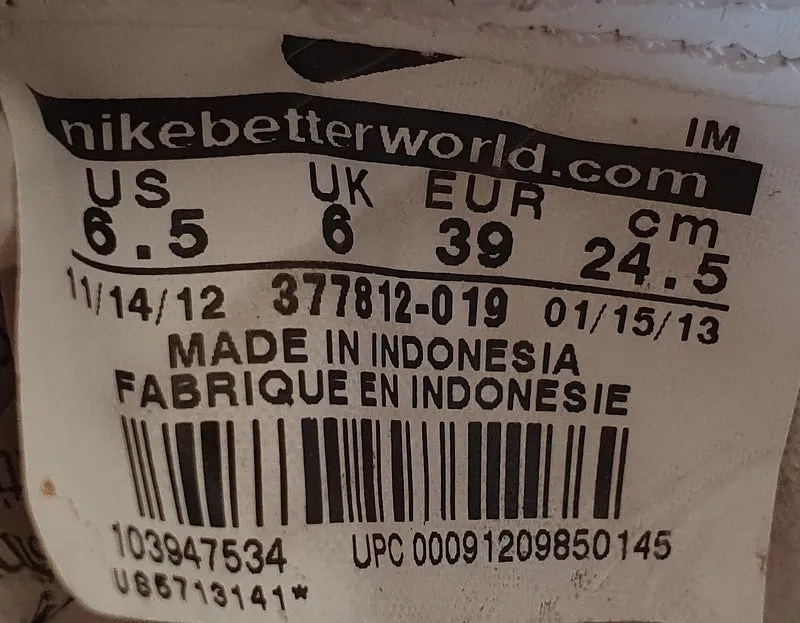 nikebetterworld.com
IM
US UK EUR cm
6.5 6 39 24.5
11/14/12 377812-019 01/15/13
MADE IN INDONESIA
FABRIQUE EN INDONESIE
103947534 UPC 00091209850145
U85713141*